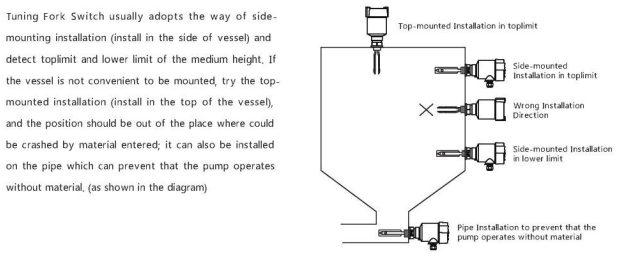 Tuning Fork Switch usually adopts the way of side-
mounting installation (install in the side of vessel) and
detect toplimit and lower limit of the medium height. If
the vessel is not convenient to be mounted, try the top-
mounted installation (install in the top of the vessel),
and the position should be out of the place where could
be crashed by material entered; it can also be installed
on the pipe which can prevent that the pump operates
without material. (as shown in the diagram)
Top-mounted Installation in toplimit
Side-mounted
Installation in toplimit
Wrong Installation
Direction
Side-mounted Installation
in lower limit
Pipe Installation to prevent that the
pump operates without material